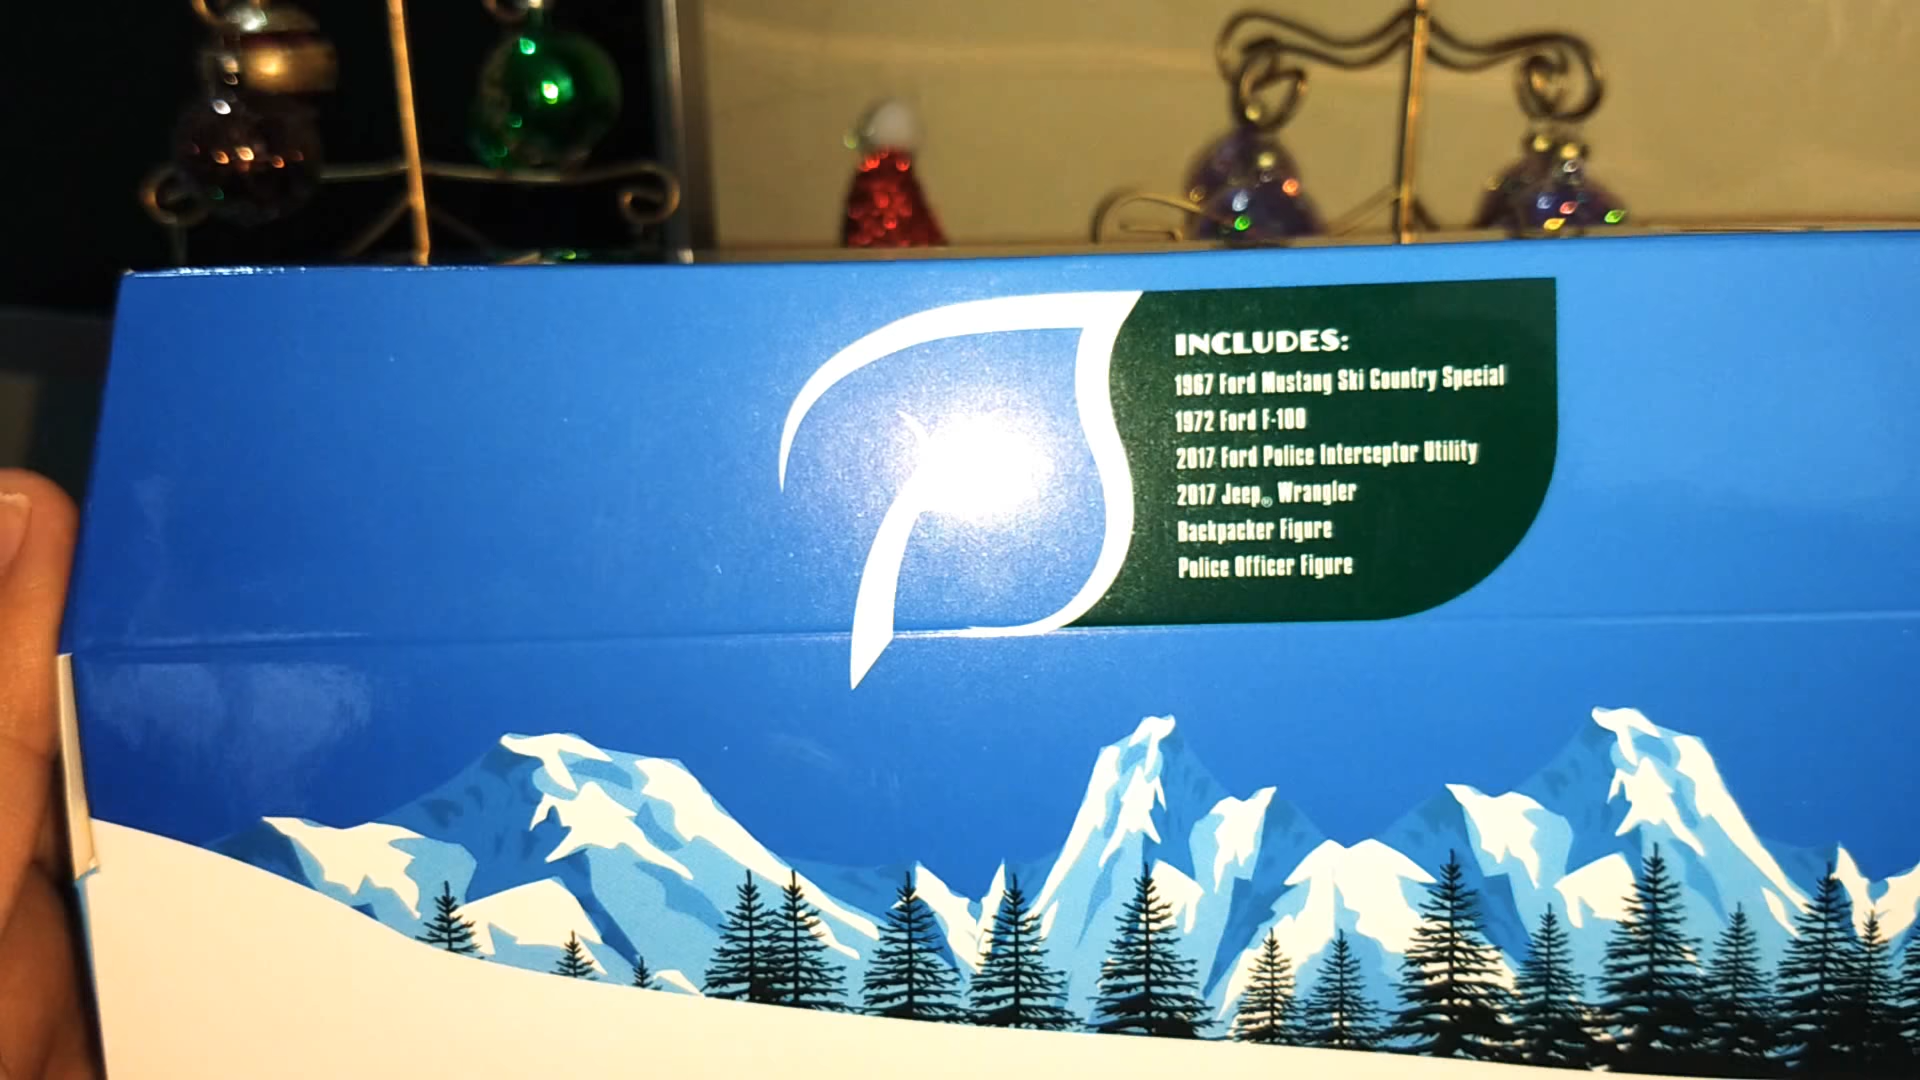 INCLUDES:
1967 Ford Mustang Ski Country Special
1972 Ford F-100
2017 Ford Police Interceptor Utility
2017 Jeep® Wrangler
Backpacker Figure
Police Officer Figure